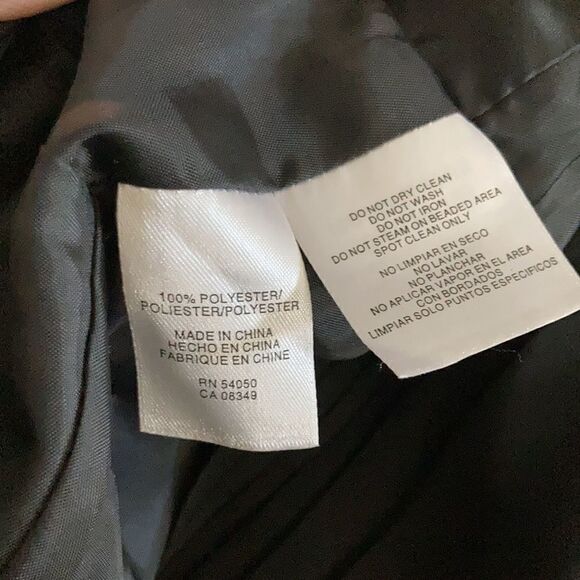 100% POLYESTER/
POLIESTER/POLYESTER
MADE IN CHINA
HECHO EN CHINA
FABRIQUE EN CHINE
RN 54050
CA 08349
DO NOT DRY CLEAN
DO NOT WASH
DO NOT IRON
DO NOT STEAM ON BEADED AREA
SPOT CLEAN ONLY
NO LIMPIAR EN SECO
NO LAVAR
NO PLANCHAR
NO APLICAR VAPOR EN EL AREA
CON BORDADOS
LIMPIAR SOLO PUNTOS ESPECIFICOS